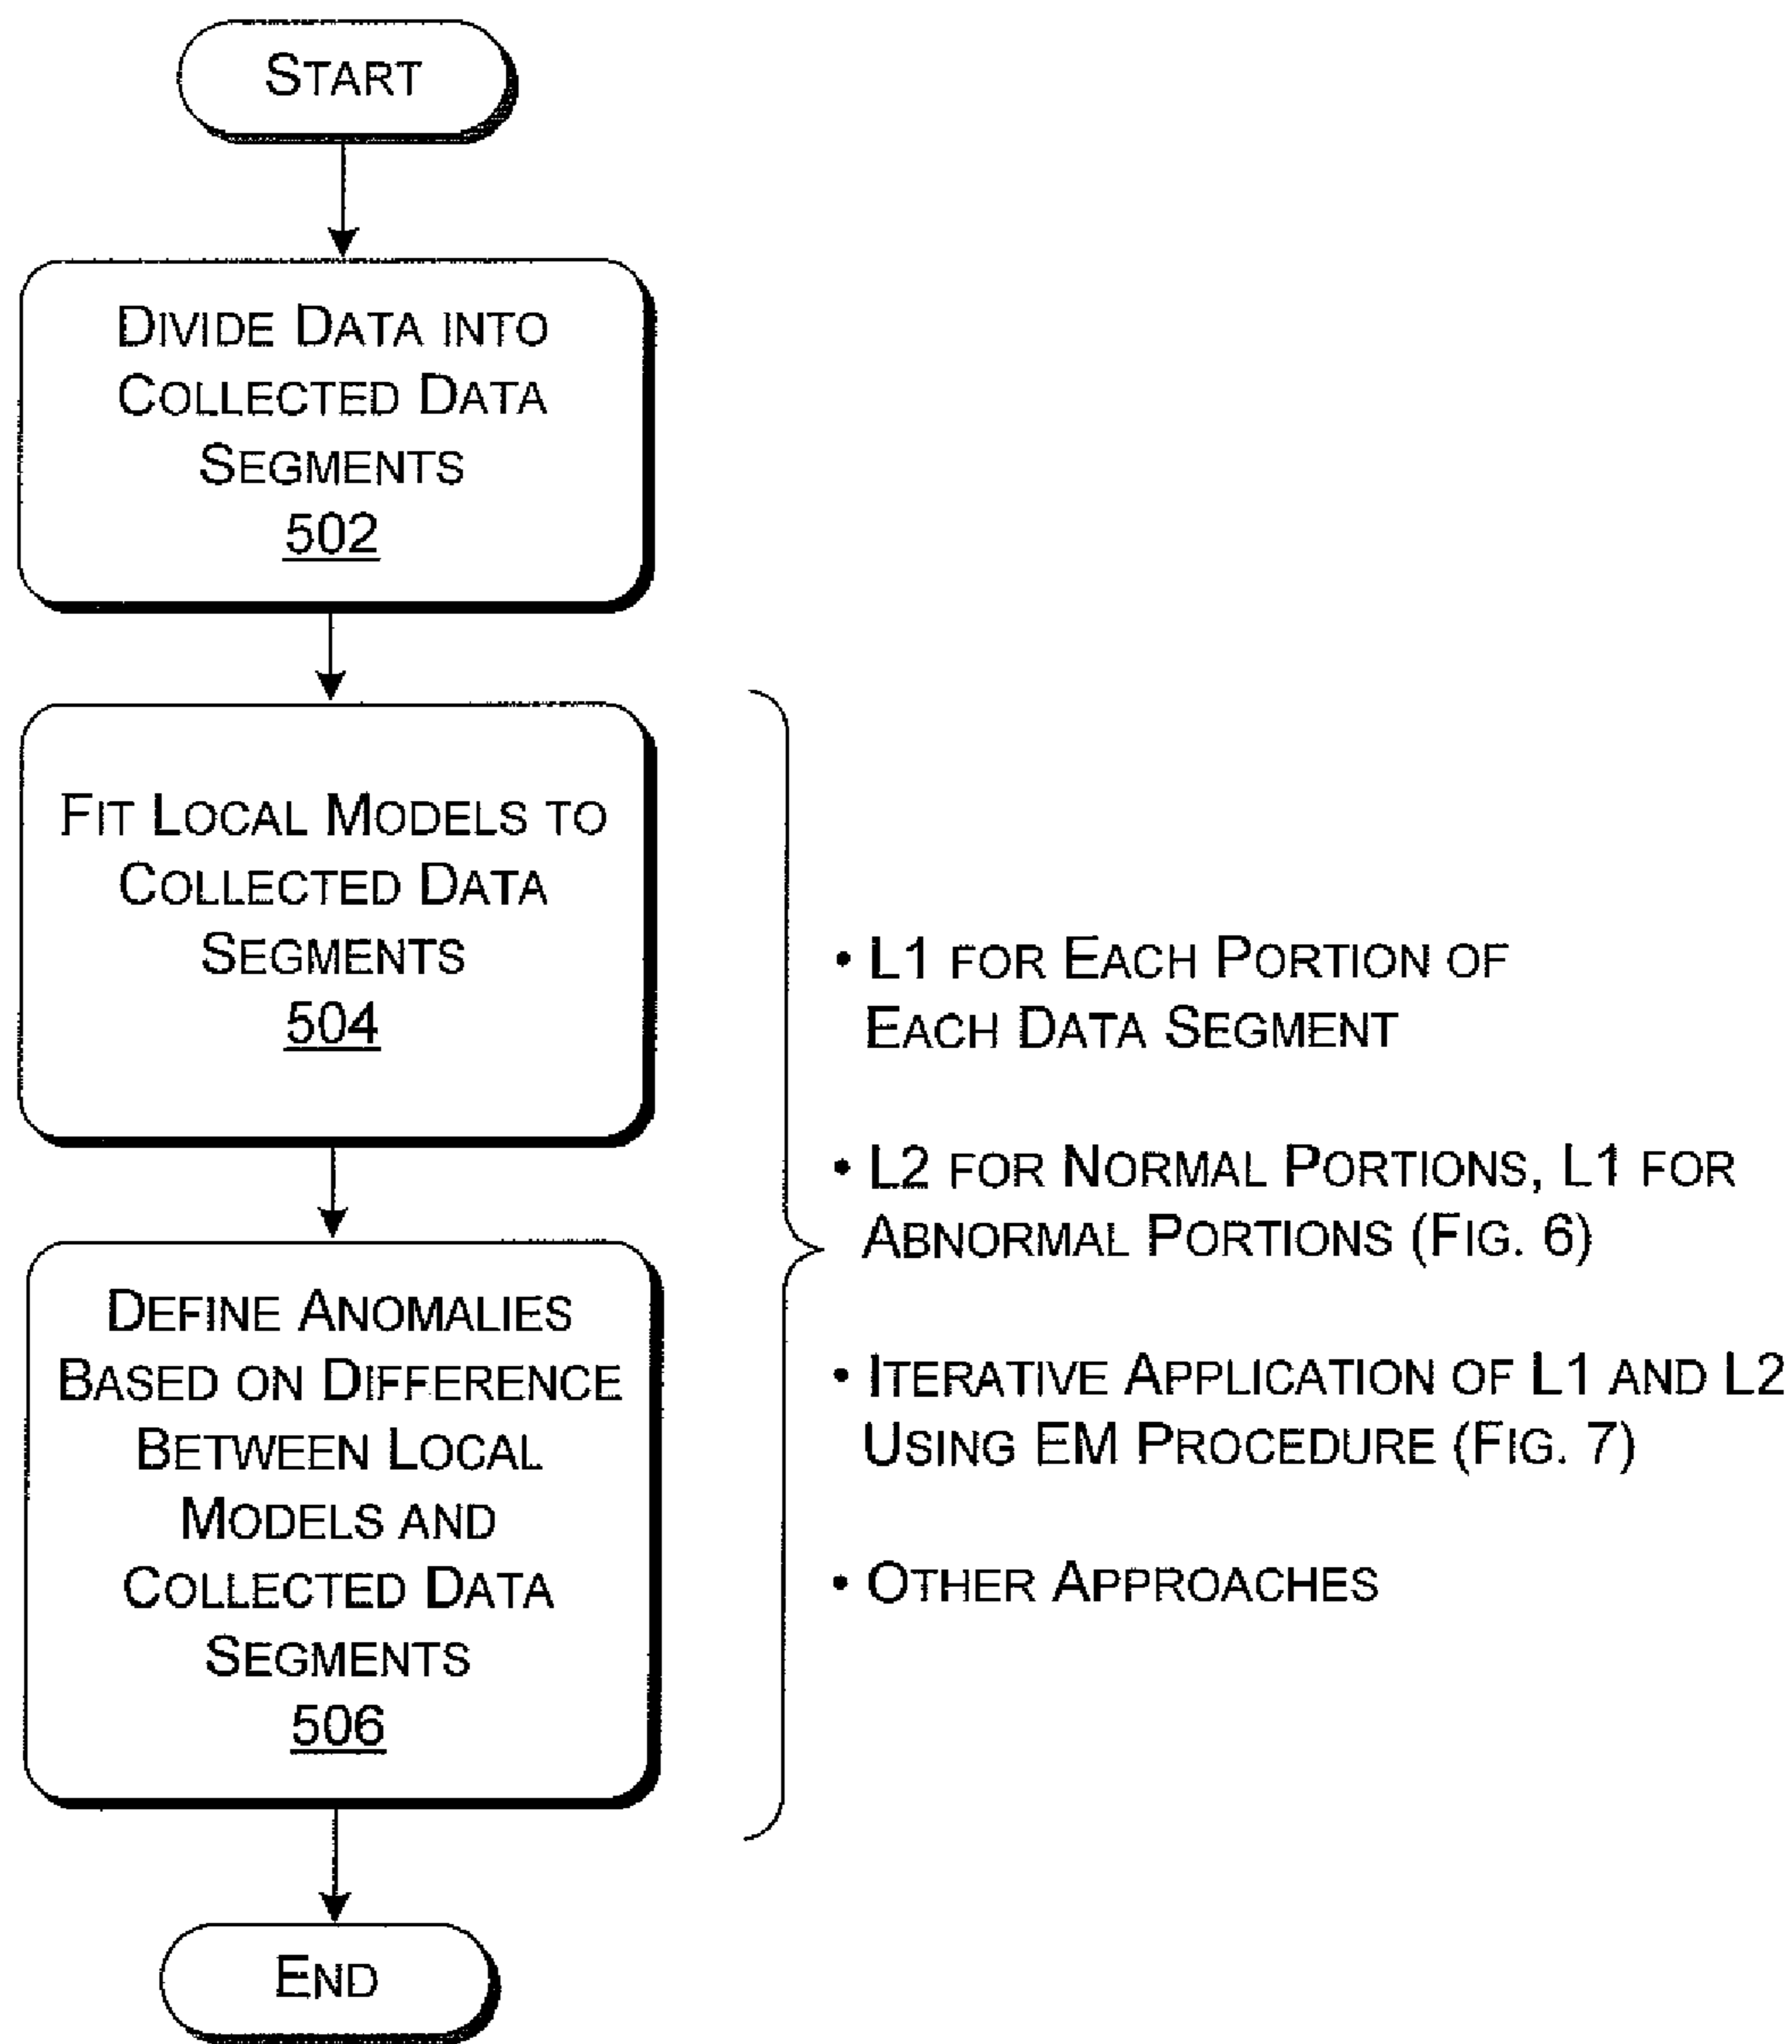 START
DIVIDE DATA INTO
COLLECTED DATA
SEGMENTS
502
FIT LOCAL MODELS TO
COLLECTED DATA
SEGMENTS
504
DEFINE ANOMALIES
BASED ON DIFFERENCE
BETWEEN LOCAL
MODELS AND
COLLECTED DATA
SEGMENTS
506
END
• L1 FOR EACH PORTION OF
EACH DATA SEGMENT
• L2 FOR NORMAL PORTIONS, L1 FOR
ABNORMAL PORTIONS (FIG. 6)
• ITERATIVE APPLICATION OF L1 AND L2
USING EM PROCEDURE (FIG. 7)
• OTHER APPROACHES